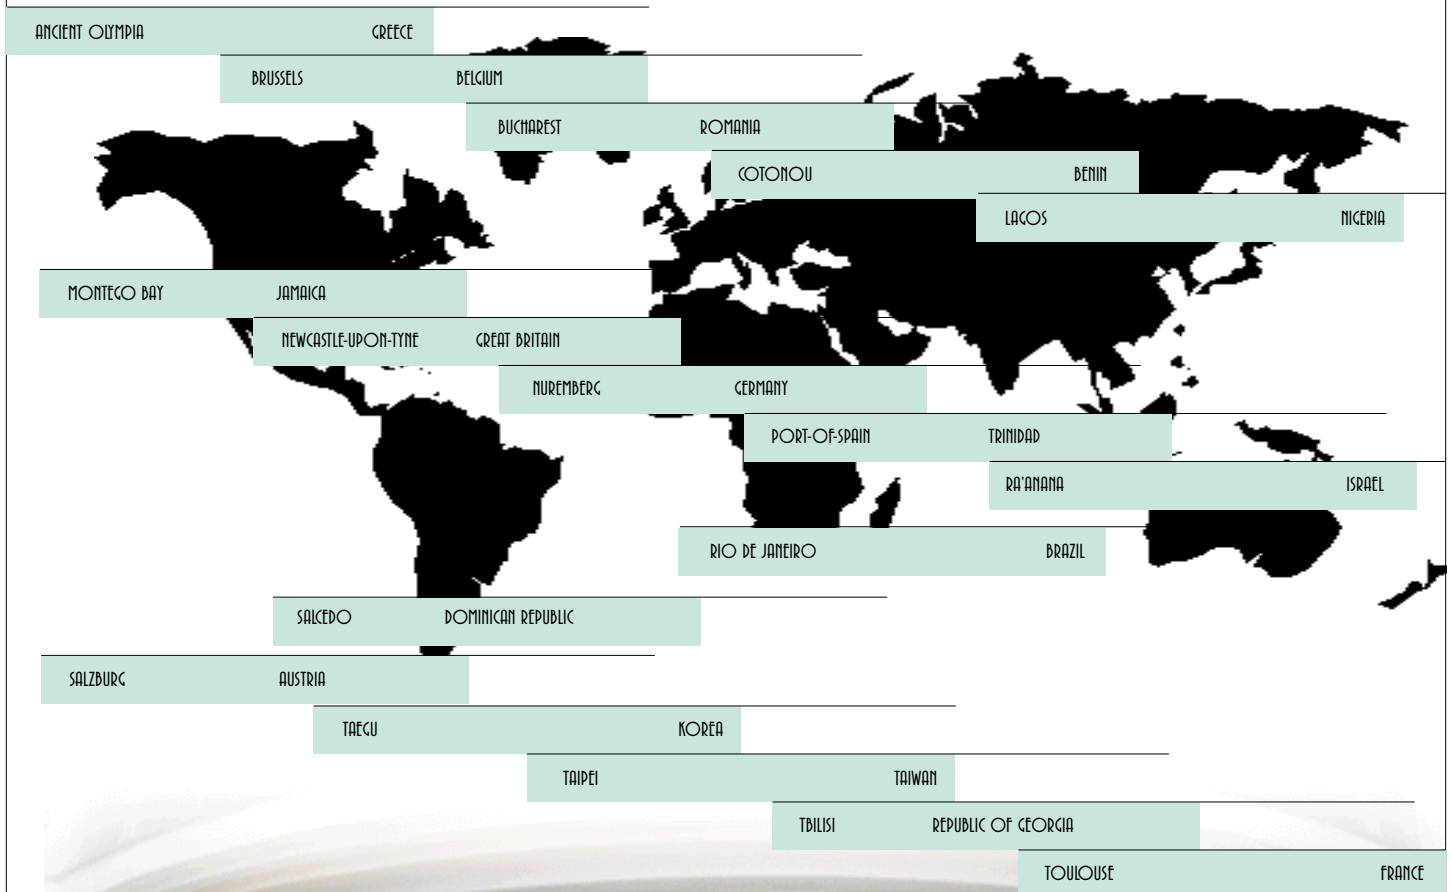 ANCIENT OLYMPIA GREECE
BRUSSELS BELGIUM
BUCHAREST ROMANIA
COTONOU BENIN
LAGOS NIGERIA
MONTEGO BAY JAMAICA
NEWCASTLE-UPON-TYNE GREAT BRITAIN
NUREMBERG GERMANY
PORT-OF-SPAIN TRINIDAD
RA'ANANA ISRAEL
RIO DE JANEIRO BRAZIL
SALCEDO DOMINICAN REPUBLIC
SALZBURG AUSTRIA
TAEGU KOREA
TAIPEI TAIWAN
TBILISI REPUBLIC OF GEORGIA
TOULOUSE FRANCE